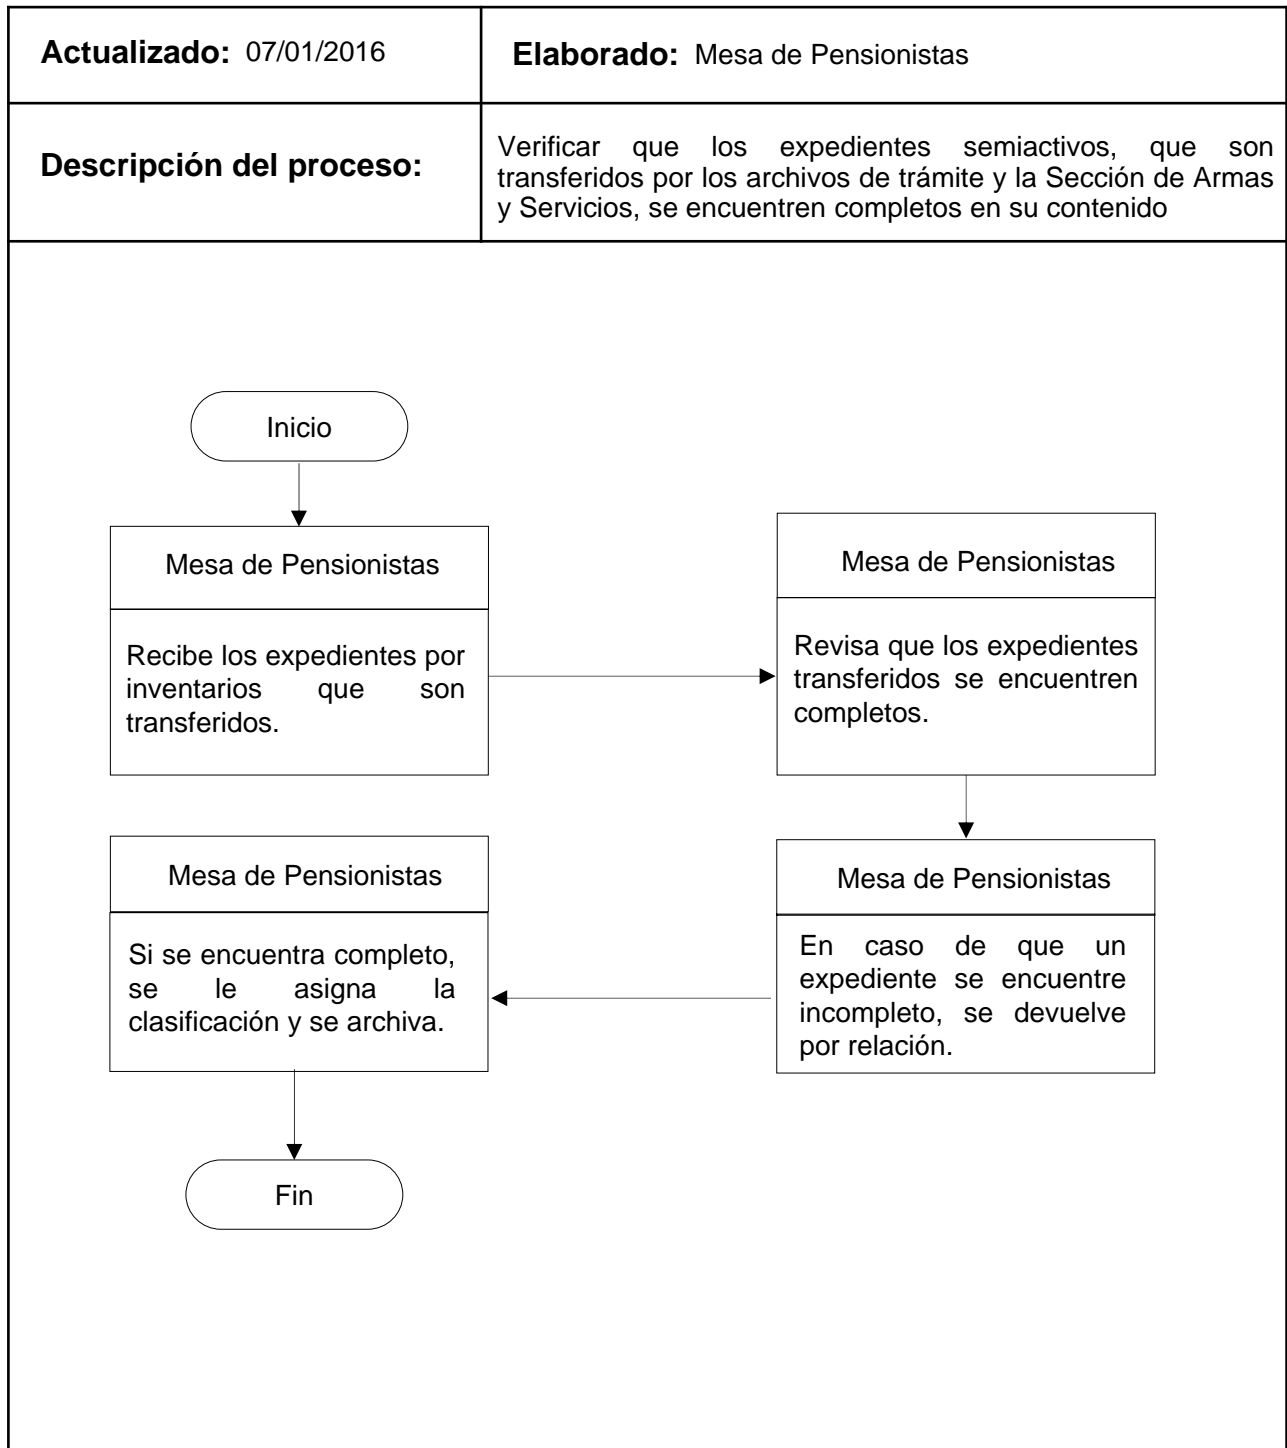 Actualizado: 07/01/2016
Elaborado: Mesa de Pensionistas
Descripción del proceso:
Verificar que los expedientes semiactivos, que son
transferidos por los archivos de trámite y la Sección de Armas
y Servicios, se encuentren completos en su contenido
Inicio
Mesa de Pensionistas
Recibe los expedientes por
inventarios que son
transferidos.
Mesa de Pensionistas
Revisa que los expedientes
transferidos se encuentren
completos.
Mesa de Pensionistas
En caso de que un
expediente se encuentre
incompleto, se devuelve
por relación.
Mesa de Pensionistas
Si se encuentra completo,
se le asigna la
clasificación y se archiva.
Fin